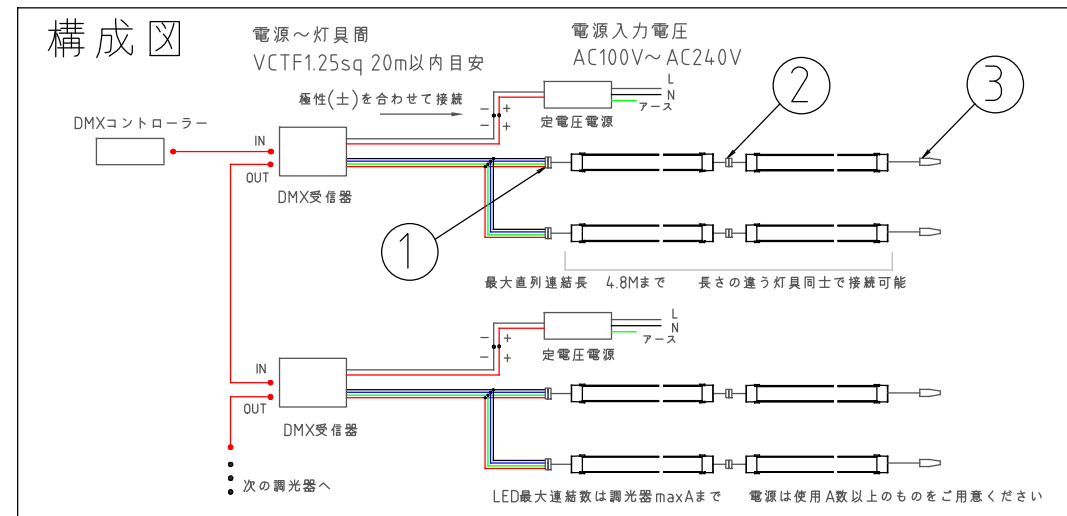 構成図
電源～灯具間
VCTF1.25sq 20m以内目安
電源入力電圧
AC100V～AC240V
極性(±)を合わせて接続
L
N
アース
− +
− +
定電圧電源
DMXコントローラー
IN
OUT
DMX受信器
①
②
③
最大直列連結長 4.8Mまで 長さの違う灯具同士で接続可能
L
N
アース
− +
− +
定電圧電源
IN
OUT
DMX受信器
次の調光器へ
LED最大連結数は調光器maxAまで 電源は使用A数以上のものをご用意ください